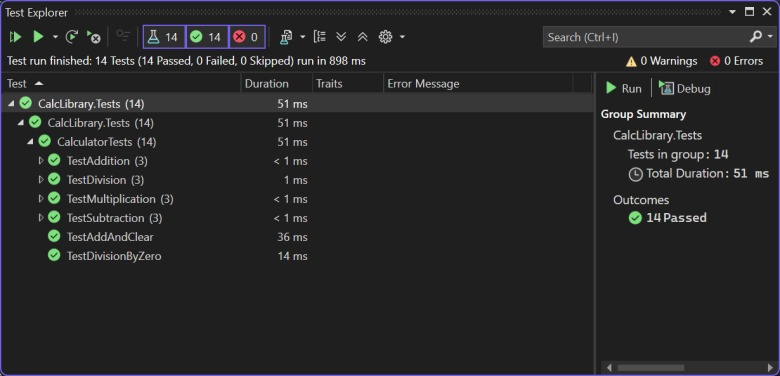 Test Explorer
14 14 0
Search (Ctrl+I)
Test run finished: 14 Tests (14 Passed, 0 Failed, 0 Skipped) run in 898 ms
0 Warnings 0 Errors
Test Duration Traits Error Message
CalcLibrary.Tests (14) 51 ms
CalcLibrary.Tests (14) 51 ms
CalculatorTests (14) 51 ms
TestAddition (3) < 1 ms
TestDivision (3) 1 ms
TestMultiplication (3) < 1 ms
TestSubtraction (3) < 1 ms
TestAddAndClear 36 ms
TestDivisionByZero 14 ms
Run Debug
Group Summary
CalcLibrary.Tests
Tests in group: 14
Total Duration: 51 ms
Outcomes
14 Passed